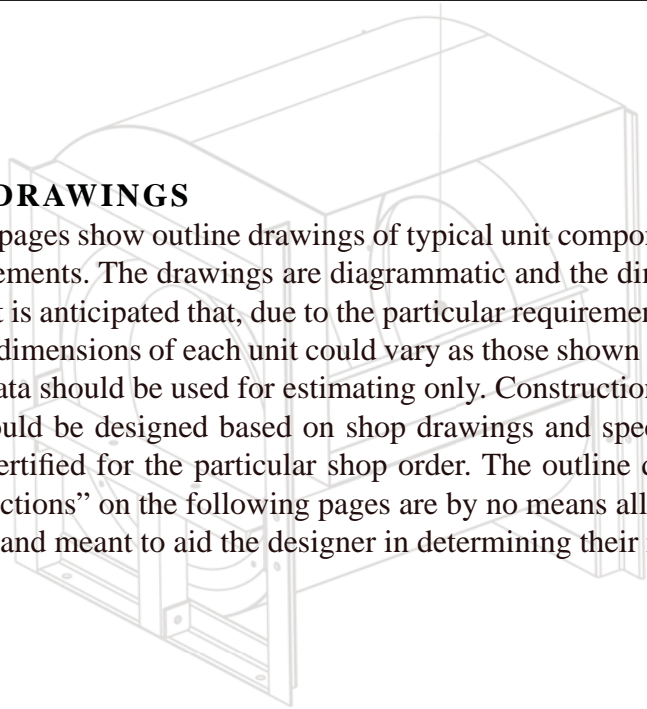 DRAWINGS
pages show outline drawings of typical unit compo
ements. The drawings are diagrammatic and the di
t is anticipated that, due to the particular requireme
dimensions of each unit could vary as those shown
ata should be used for estimating only. Construction
ould be designed based on shop drawings and spe
ertified for the particular shop order. The outline
ctions” on the following pages are by no means all
and meant to aid the designer in determining their